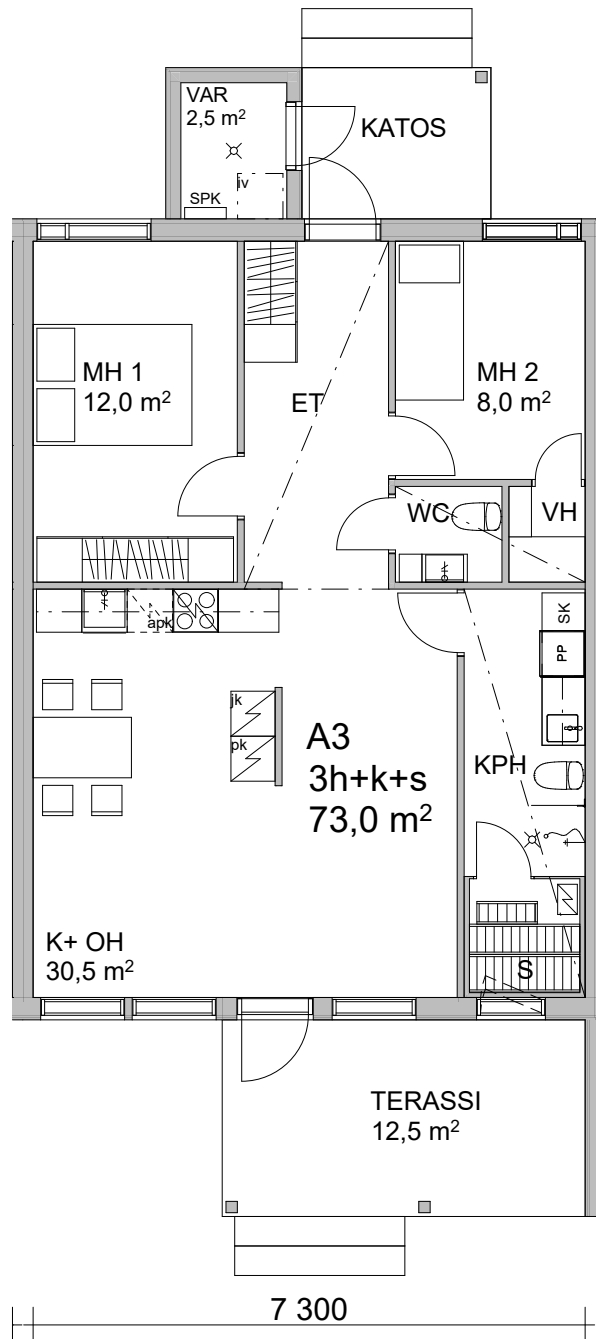 VAR
2,5 m²
KATOS
jv
SPK
MH 1
12,0 m²
ET
MH 2
8,0 m²
WC
VH
apk
SK
PP
jk
pk
A3
3h+k+s
73,0 m²
KPH
K+ OH
30,5 m²
S
TERASSI
12,5 m²
7 300